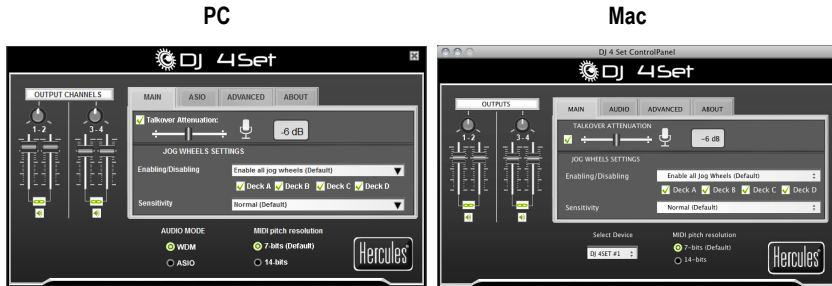 PC
DJ 4Set
OUTPUT CHANNELS
1-2 3-4
MAIN ASIO ADVANCED ABOUT
Talkover Attenuation:
-6 dB
JOG WHEELS SETTINGS
Enabling/Disabling Enable all jog wheels (Default)
Deck A Deck B Deck C Deck D
Sensitivity Normal (Default)
AUDIO MODE MIDI pitch resolution
WDM 7-bits (Default)
ASIO 14-bits
Hercules
Mac
DJ 4 Set ControlPanel
DJ 4Set
OUTPUTS
1-2 3-4
MAIN AUDIO ADVANCED ABOUT
TALKOVER ATTENUATION
-6 dB
JOG WHEELS SETTINGS
Enabling/Disabling Enable all Jog Wheels (Default)
Deck A Deck B Deck C Deck D
Sensitivity Normal (Default)
Select Device MIDI pitch resolution
DJ 4SET #1 7-bits (Default)
14-bits
Hercules